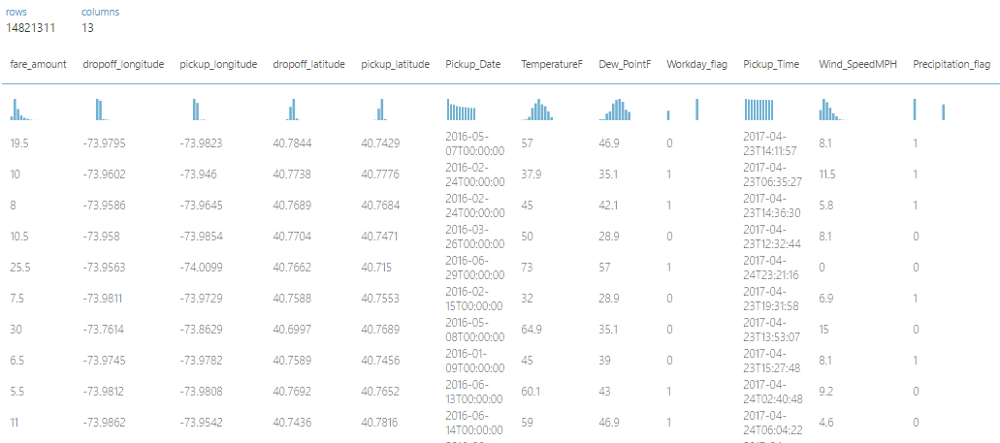 rows columns
14821311 13
fare_amount dropoff_longitude pickup_longitude dropoff_latitude pickup_latitude Pickup_Date TemperatureF Dew_PointF Workday_flag Pickup_Time Wind_SpeedMPH Precipitation_flag
2016-05- 2017-04-
19.5 -73.9795 -73.9823 40.7844 40.7429 07T00:00:00 57 46.9 0 23T14:11:57 8.1 1
2016-02- 2017-04-
10 -73.9602 -73.946 40.7738 40.7776 24T00:00:00 37.9 35.1 1 23T06:35:27 11.5 1
2016-02- 2017-04-
8 -73.9586 -73.9645 40.7689 40.7684 24T00:00:00 45 42.1 1 23T14:36:30 5.8 1
2016-03- 2017-04-
10.5 -73.958 -73.9854 40.7704 40.7471 26T00:00:00 50 28.9 0 23T12:32:44 8.1 0
2016-06- 2017-04-
25.5 -73.9563 -74.0099 40.7662 40.715 29T00:00:00 73 57 1 24T23:21:16 0 0
2016-02- 2017-04-
7.5 -73.9811 -73.9729 40.7588 40.7553 15T00:00:00 32 28.9 0 23T19:31:58 6.9 1
2016-05- 2017-04-
30 -73.7614 -73.8629 40.6997 40.7689 08T00:00:00 64.9 35.1 0 23T13:53:07 15 0
2016-01- 2017-04-
6.5 -73.9745 -73.9782 40.7589 40.7456 09T00:00:00 45 39 0 23T15:27:48 8.1 1
2016-06- 2017-04-
5.5 -73.9812 -73.9808 40.7692 40.7652 13T00:00:00 60.1 43 1 24T02:40:48 9.2 0
2016-06- 2017-04-
11 -73.9862 -73.9542 40.7436 40.7816 14T00:00:00 59 46.9 1 24T06:04:22 4.6 0